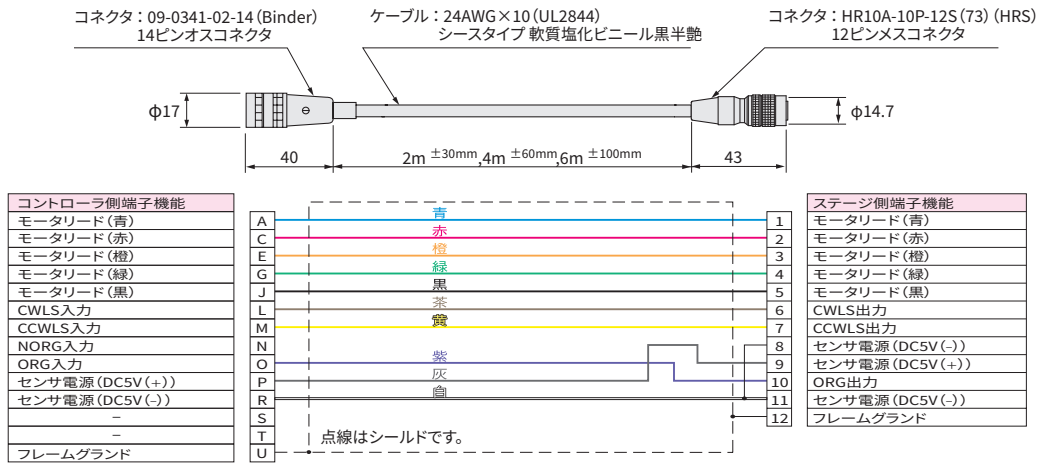 コネクタ：09-0341-02-14（Binder）
14ピンオスコネクタ
ケーブル：24AWG×10（UL2844）
シースタイプ 軟質塩化ビニール黒半艶
コネクタ：HR10A-10P-12S（73）（HRS）
12ピンメスコネクタ
φ17
φ14.7
40
2m ±30mm,4m ±60mm,6m ±100mm
43
コントローラ側端子機能
ステージ側端子機能
モータリード（青） A 青 1 モータリード（青）
モータリード（赤） C 赤 2 モータリード（赤）
モータリード（橙） E 橙 3 モータリード（橙）
モータリード（緑） G 緑 4 モータリード（緑）
モータリード（黒） J 黒 5 モータリード（黒）
CWLS入力 L 茶 6 CWLS出力
CCWLS入力 M 黄 7 CCWLS出力
NORG入力 N 8 センサ電源（DC5V（-））
ORG入力 O 紫 9 センサ電源（DC5V（+））
センサ電源（DC5V（+）） P 灰 10 ORG出力
センサ電源（DC5V（-）） R 白 11 センサ電源（DC5V（-））
– S 12 フレームグランド
– T 点線はシールドです。
フレームグランド U